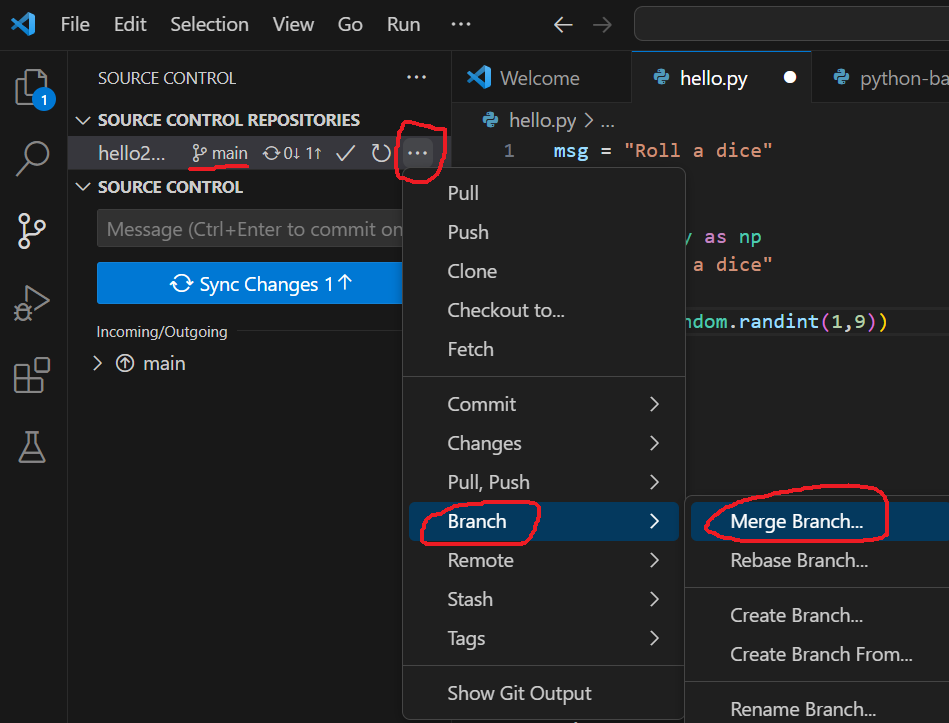 File Edit Selection View Go Run ...
SOURCE CONTROL ...
Welcome hello.py python-ba
1
SOURCE CONTROL REPOSITORIES
hello.py > ...
hello2... main 0↓ 1↑ ...
1 msg = "Roll a dice"
SOURCE CONTROL
Message (Ctrl+Enter to commit on
Sync Changes 1↑
Incoming/Outgoing
main
Pull
Push
Clone
Checkout to...
Fetch
Commit
Changes
Pull, Push
Branch
Remote
Stash
Tags
Show Git Output
y as np
a dice"
ndom.randint(1,9))
Merge Branch...
Rebase Branch...
Create Branch...
Create Branch From...
Rename Branch...